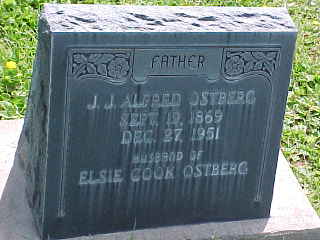 FATHER
J. J. ALFRED OSTBERG
SEPT. 19, 1869
DEC. 27, 1951
HUSBAND OF
ELSIE COOK OSTBERG